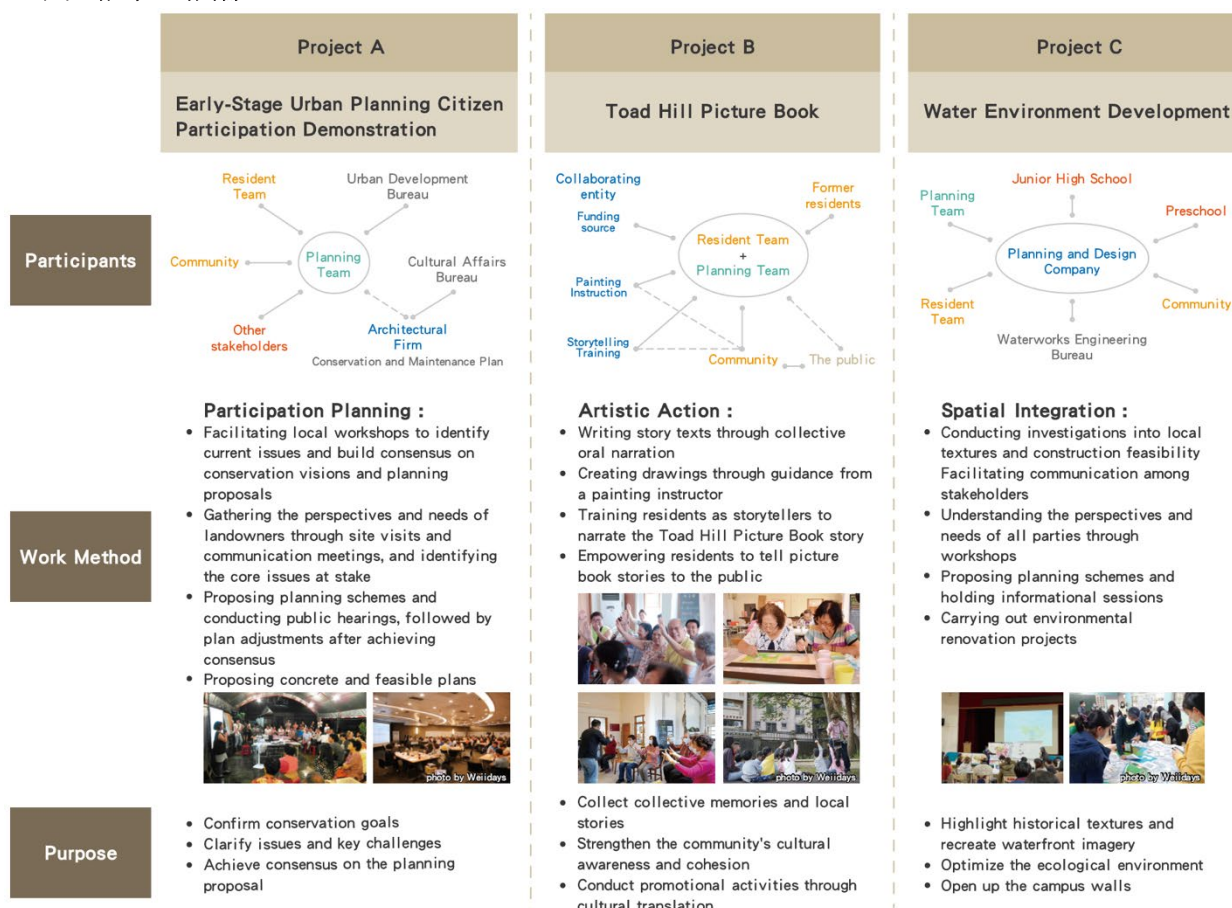 Project A
Early-Stage Urban Planning Citizen
Participation Demonstration
Project B
Toad Hill Picture Book
Project C
Water Environment Development
Participants
Resident
Team
Urban Development
Bureau
Community
Planning
Team
Cultural Affairs
Bureau
Other
stakeholders
Architectural
Firm
Conservation and Maintenance Plan
Collaborating
entity
Funding
source
Former
residents
Resident Team
+
Planning Team
Painting
Instruction
Storytelling
Training
Community
The public
Planning
Team
Junior High School
Preschool
Planning and Design
Company
Resident
Team
Community
Waterworks Engineering
Bureau
Work Method
Participation Planning :
• Facilitating local workshops to identify
current issues and build consensus on
conservation visions and planning
proposals
• Gathering the perspectives and needs of
landowners through site visits and
communication meetings, and identifying
the core issues at stake
• Proposing planning schemes and
conducting public hearings, followed by
plan adjustments after achieving
consensus
• Proposing concrete and feasible plans
photo by Weiidays
Artistic Action :
• Writing story texts through collective
oral narration
• Creating drawings through guidance from
a painting instructor
• Training residents as storytellers to
narrate the Toad Hill Picture Book story
• Empowering residents to tell picture
book stories to the public
photo by Weiidays
Spatial Integration :
• Conducting investigations into local
textures and construction feasibility
Facilitating communication among
stakeholders
• Understanding the perspectives and
needs of all parties through
workshops
• Proposing planning schemes and
holding informational sessions
• Carrying out environmental
renovation projects
photo by Weiidays
Purpose
• Confirm conservation goals
• Clarify issues and key challenges
• Achieve consensus on the planning
proposal
• Collect collective memories and local
stories
• Strengthen the community's cultural
awareness and cohesion
• Conduct promotional activities through
cultural translation
• Highlight historical textures and
recreate waterfront imagery
• Optimize the ecological environment
• Open up the campus walls